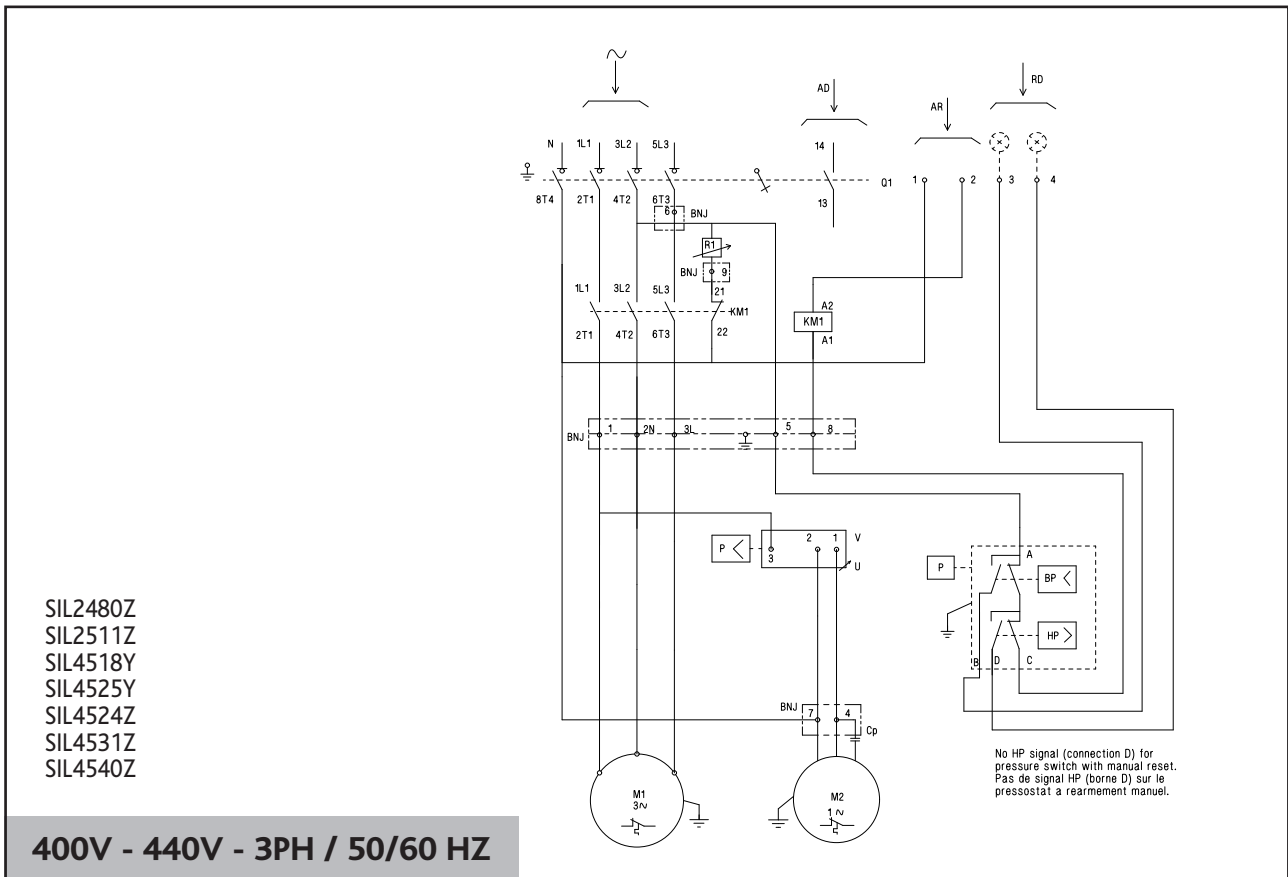 AD
RD
AR
N 1L1 3L2 5L3
14
Q1
1 2 3 4
8T4 2T1 4T2 6T3
13
6 BNJ
R1
BNJ 9
21
1L1 3L2 5L3
KM1
A2
KM1
A1
2T1 4T2 6T3 22
BNJ 1 2N 3L 5 8
P <
3 2 1 V
U
A
P
BP <
HP >
B D C
BNJ 7 4
Cp
M1
3~
M2
1 ~
No HP signal (connection D) for
pressure switch with manual reset.
Pas de signal HP (borne D) sur le
pressostat a rearmement manuel.
SIL2480Z
SIL2511Z
SIL4518Y
SIL4525Y
SIL4524Z
SIL4531Z
SIL4540Z
400V - 440V - 3PH / 50/60 HZ